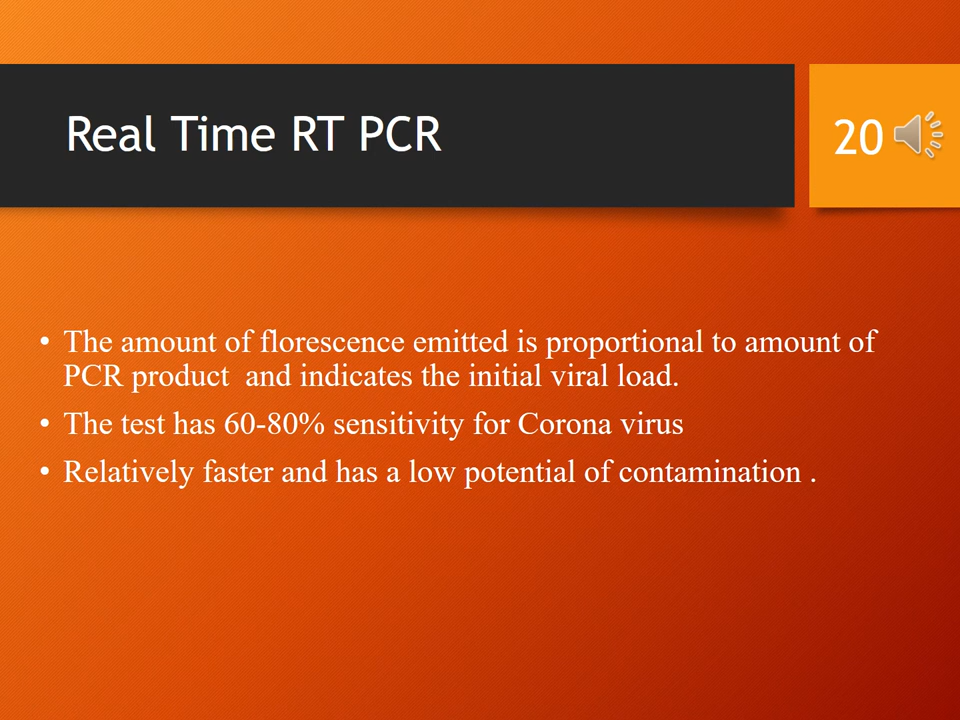 Real Time RT PCR
20
• The amount of florescence emitted is proportional to amount of
PCR product  and indicates the initial viral load.
• The test has 60-80% sensitivity for Corona virus
• Relatively faster and has a low potential of contamination .